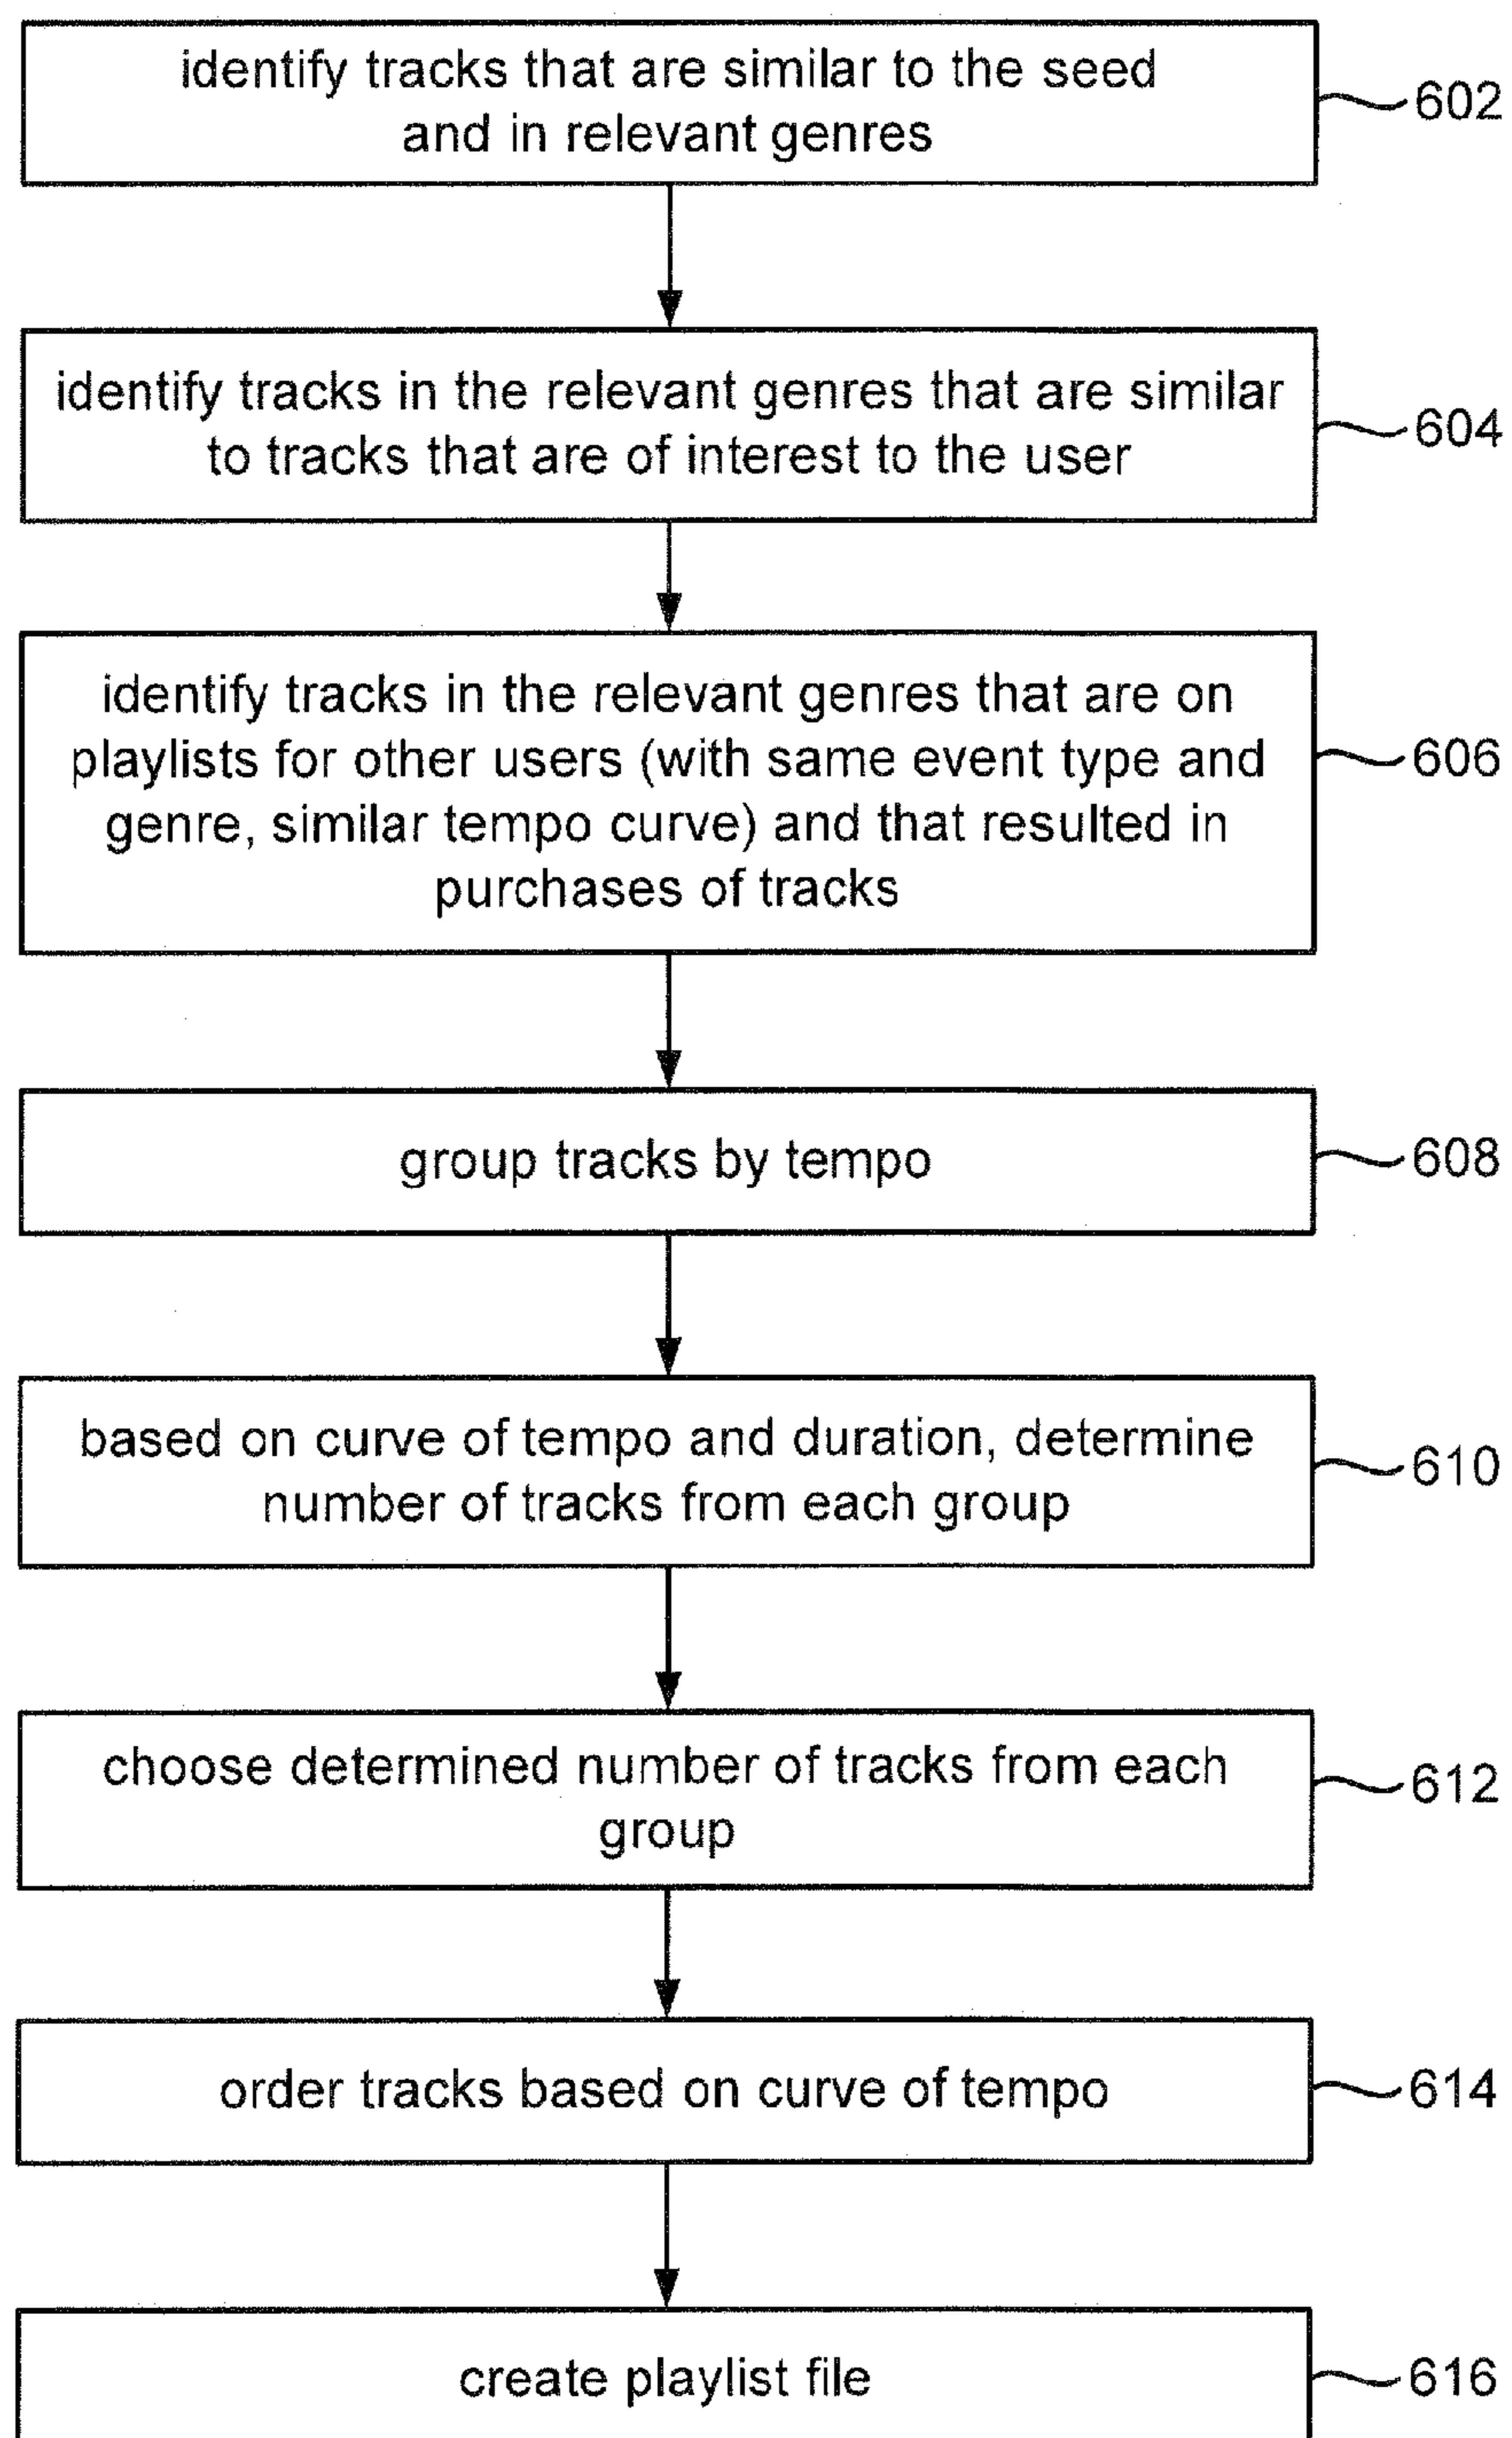 identify tracks that are similar to the seed
and in relevant genres
602
identify tracks in the relevant genres that are similar
to tracks that are of interest to the user
604
identify tracks in the relevant genres that are on
playlists for other users (with same event type and
genre, similar tempo curve) and that resulted in
purchases of tracks
606
group tracks by tempo
608
based on curve of tempo and duration, determine
number of tracks from each group
610
choose determined number of tracks from each
group
612
order tracks based on curve of tempo
614
create playlist file
616